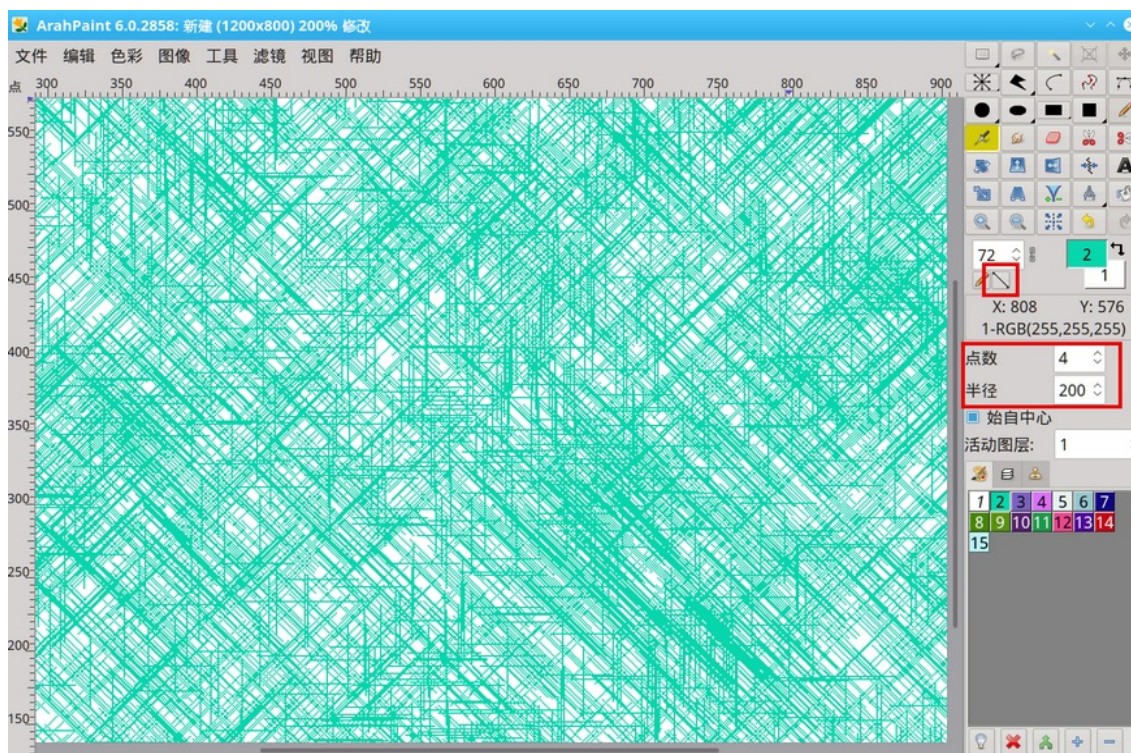 ArahPaint 6.0.2858: 新建 (1200x800) 200% 修改
文件 编辑 色彩 图像 工具 滤镜 视图 帮助
点 300 350 400 450 500 550 600 650 700 750 800 850 900
550
500
450
400
350
300
250
200
150
A
72 2
1
X: 808 Y: 576
1-RGB(255,255,255)
点数 4
半径 200
始自中心
活动图层: 1
1 2 3 4 5 6 7
8 9 10 11 12 13 14
15